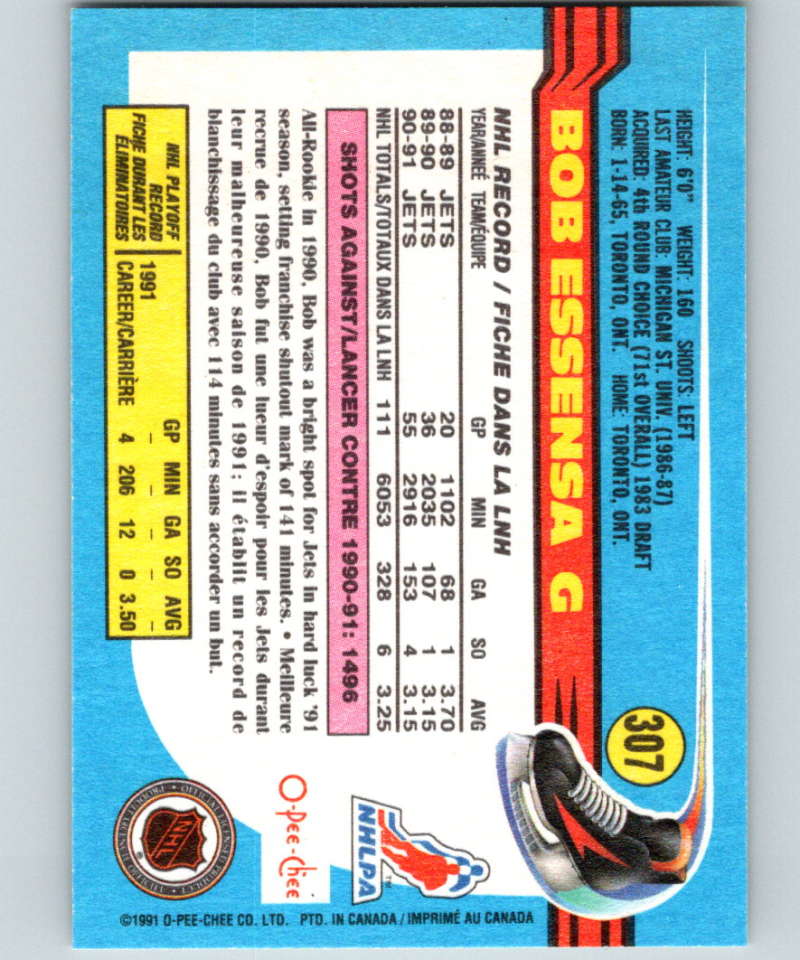 HEIGHT: 6'0" WEIGHT: 160 SHOOTS: LEFT
LAST AMATEUR CLUB: MICHIGAN ST. UNIV. (1986-87)
ACQUIRED: 4th ROUND CHOICE (71st OVERALL) 1983 DRAFT
BORN: 1-14-65, TORONTO, ONT. HOME: TORONTO, ONT.
307
BOB ESSENSA G
NHL RECORD / FICHE DANS LA LNH
YEAR/ANNÉE TEAM/ÉQUIPE GP MIN GA SO AVG
88-89 JETS 20 1102 68 1 3.70
89-90 JETS 36 2035 107 1 3.15
90-91 JETS 55 2916 153 4 3.15
NHL TOTALS/TOTAUX DANS LA LNH 111 6053 328 6 3.25
SHOTS AGAINST/LANCER CONTRE 1990-91: 1496
All-Rookie in 1990, Bob was a bright spot for Jets in hard luck '91
season, setting franchise shutout mark of 141 minutes. • Meilleure
recrue de 1990, Bob fut une lueur d'espoir pour les Jets durant
leur malheureuse saison de 1991; il établit un record de
blanchissage du club avec 114 minutes sans accorder un but.
NHL PLAYOFF RECORD
FICHE DURANT LES ÉLIMINATOIRES
GP MIN GA SO AVG
1991 – – – – –
CAREER/CARRIÈRE 4 206 12 0 3.50
NHLPA
TM
O-Pee-Chee
OFFICIAL LICENSED PRODUCT
NHL
®
©1991 O-PEE-CHEE CO. LTD. PTD. IN CANADA / IMPRIMÉ AU CANADA